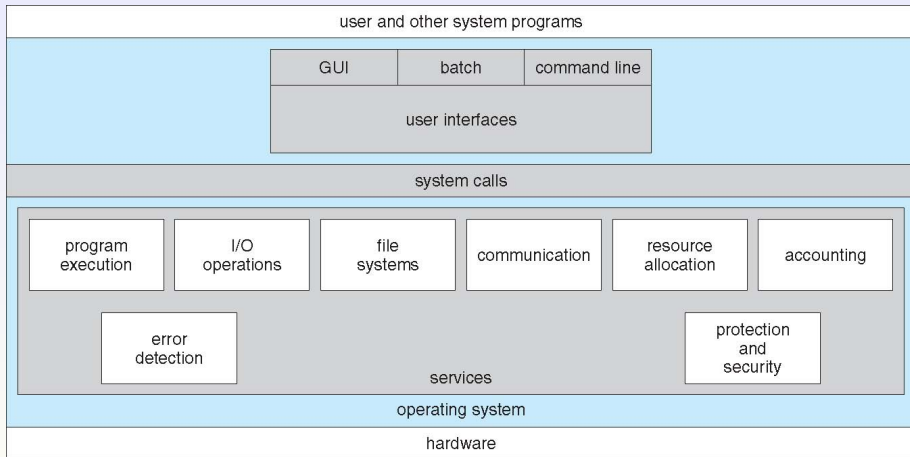 user and other system programs
GUI
batch
command line
user interfaces
system calls
program
execution
I/O
operations
file
systems
communication
resource
allocation
accounting
error
detection
protection
and
security
services
operating system
hardware